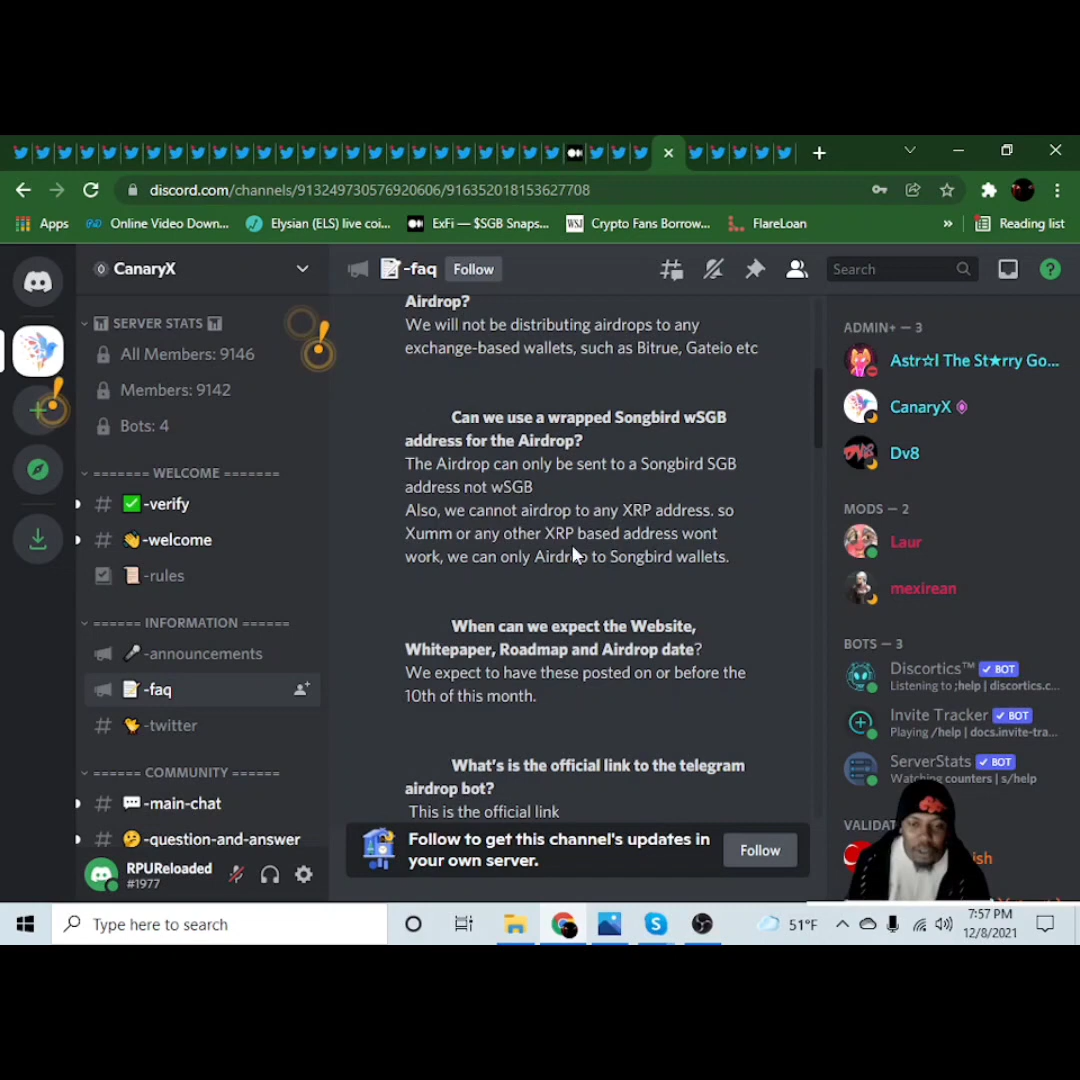 discord.com/channels/913249730576920606/916352018153627708
Apps
Online Video Down...
Elysian (ELS) live coi...
ExFi — $SGB Snaps...
WSJ
Crypto Fans Borrow...
FlareLoan
»
Reading list
CanaryX
-faq
Follow
Search
SERVER STATS
All Members: 9146
Members: 9142
Bots: 4
======= WELCOME =======
-verify
-welcome
-rules
====== INFORMATION ======
-announcements
-faq
-twitter
====== COMMUNITY ======
-main-chat
-question-and-answer
RPUReloaded
#1977
Airdrop?
We will not be distributing airdrops to any
exchange-based wallets, such as Bitrue, Gateio etc
Can we use a wrapped Songbird wSGB
address for the Airdrop?
The Airdrop can only be sent to a Songbird SGB
address not wSGB
Also, we cannot airdrop to any XRP address. so
Xumm or any other XRP based address wont
work, we can only Airdrop to Songbird wallets.
When can we expect the Website,
Whitepaper, Roadmap and Airdrop date?
We expect to have these posted on or before the
10th of this month.
What's is the official link to the telegram
airdrop bot?
This is the official link
Follow to get this channel's updates in
your own server.
Follow
ADMIN+ — 3
Astr☆l The St★rry Go...
CanaryX
Dv8
MODS — 2
Laur
mexirean
BOTS — 3
Discortics™ ✓ BOT
Listening to ;help | discortics.c...
Invite Tracker ✓ BOT
Playing /help | docs.invite-tra...
ServerStats ✓ BOT
Watching counters | s/help
Type here to search
51°F
7:57 PM
12/8/2021